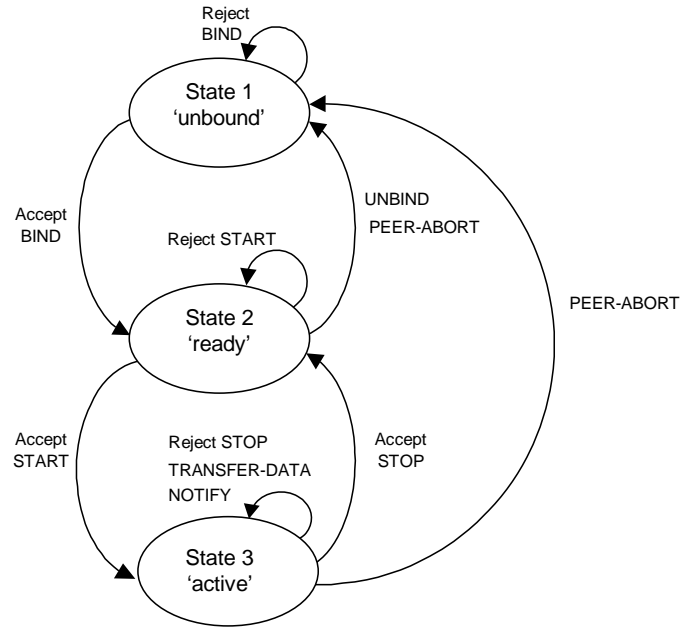 Reject
BIND
State 1
‘unbound’
UNBIND
PEER-ABORT
Accept
BIND
Reject START
PEER-ABORT
State 2
‘ready’
Accept
START
Reject STOP
TRANSFER-DATA
NOTIFY
Accept
STOP
State 3
‘active’